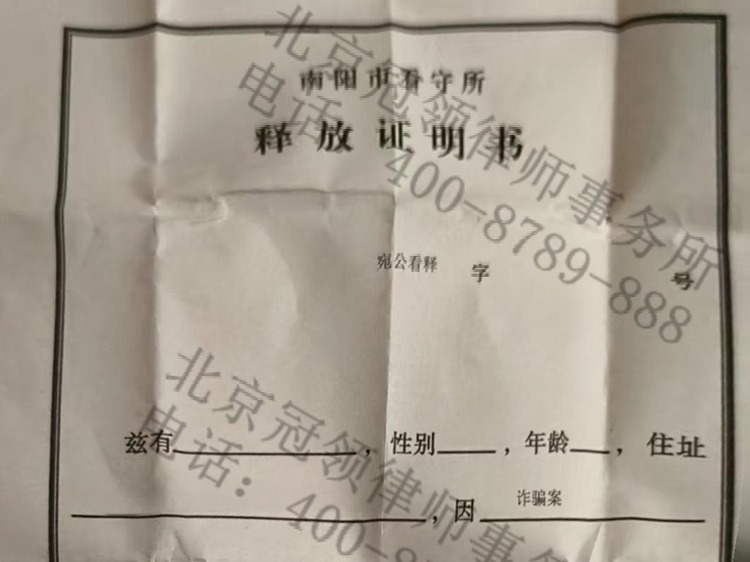 南阳市看守所
释放证明书
宛公看释 字 号
兹有 ，性别 ，年龄 ，住址
，因 诈骗案
北京冠领律师事务所
电话：400-8789-888
北京冠领律师事务所
电话：400-8